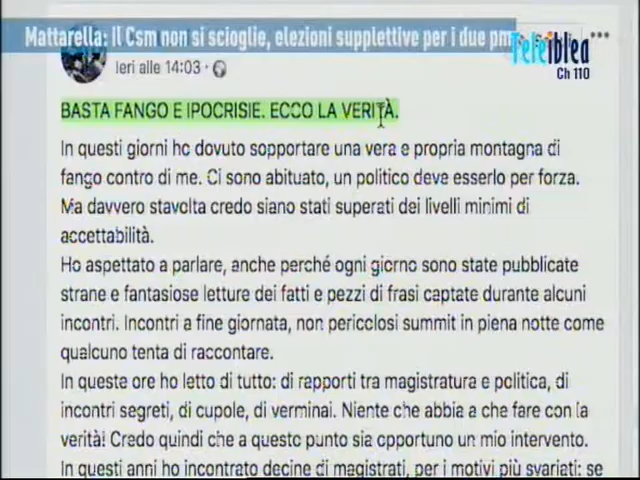 Mattarella: Il Csm non si scioglie, elezioni supplettive per i due pm
Teleiblea
Ch 110
Ieri alle 14:03 ·
BASTA FANGO E IPOCRISIE. ECCO LA VERITÀ.
In questi giorni ho dovuto sopportare una vera e propria montagna di
fango contro di me. Ci sono abituato, un politico deve esserlo per forza.
Ma davvero stavolta credo siano stati superati dei livelli minimi di
accettabilità.
Ho aspettato a parlare, anche perché ogni giorno sono state pubblicate
strane e fantasiose letture dei fatti e pezzi di frasi captate durante alcuni
incontri. Incontri a fine giornata, non pericolosi summit in piena notte come
qualcuno tenta di raccontare.
In queste ore ho letto di tutto: di rapporti tra magistratura e politica, di
incontri segreti, di cupole, di verminai. Niente che abbia a che fare con la
verità! Credo quindi che a questo punto sia opportuno un mio intervento.
In questi anni ho incontrato decine di magistrati, per i motivi più svariati: se